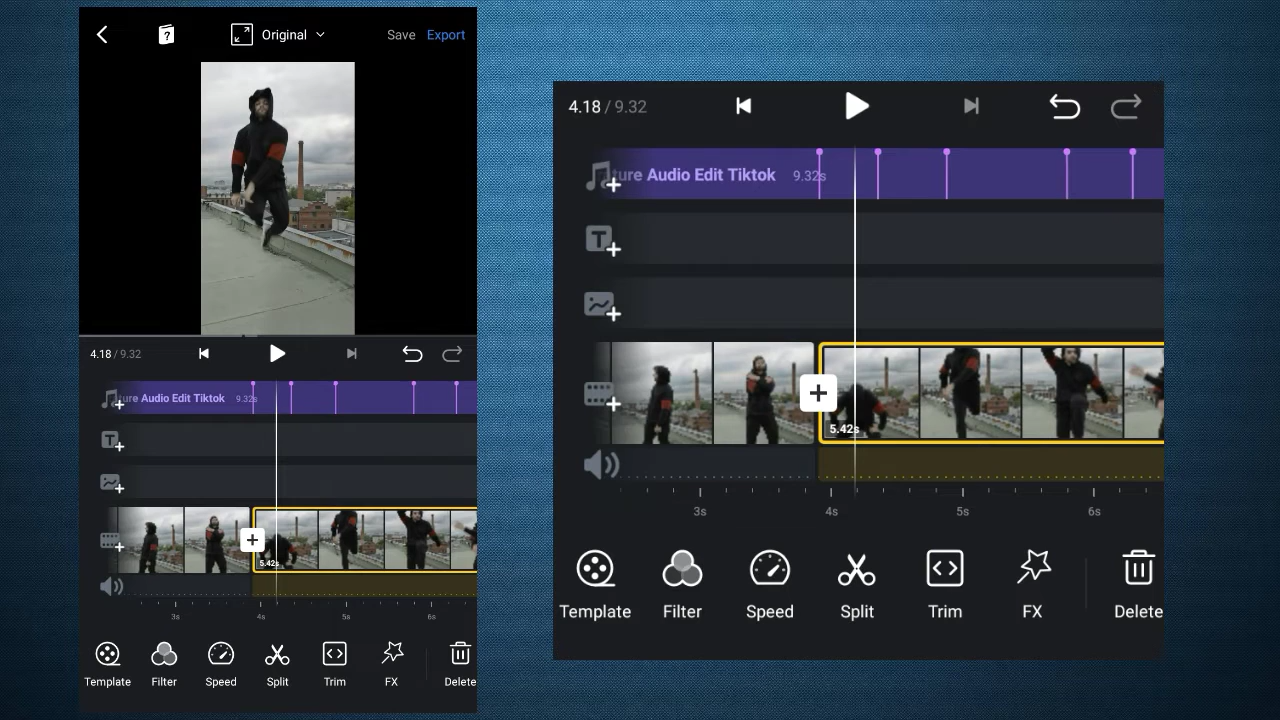 Original
Save
Export
4.18 / 9.32
ture Audio Edit Tiktok
9.32s
T
5.42s
3s
4s
5s
6s
Template
Filter
Speed
Split
Trim
FX
Delete
4.18 / 9.32
ture Audio Edit Tiktok
9.32s
T
5.42s
3s
4s
5s
6s
Template
Filter
Speed
Split
Trim
FX
Delete